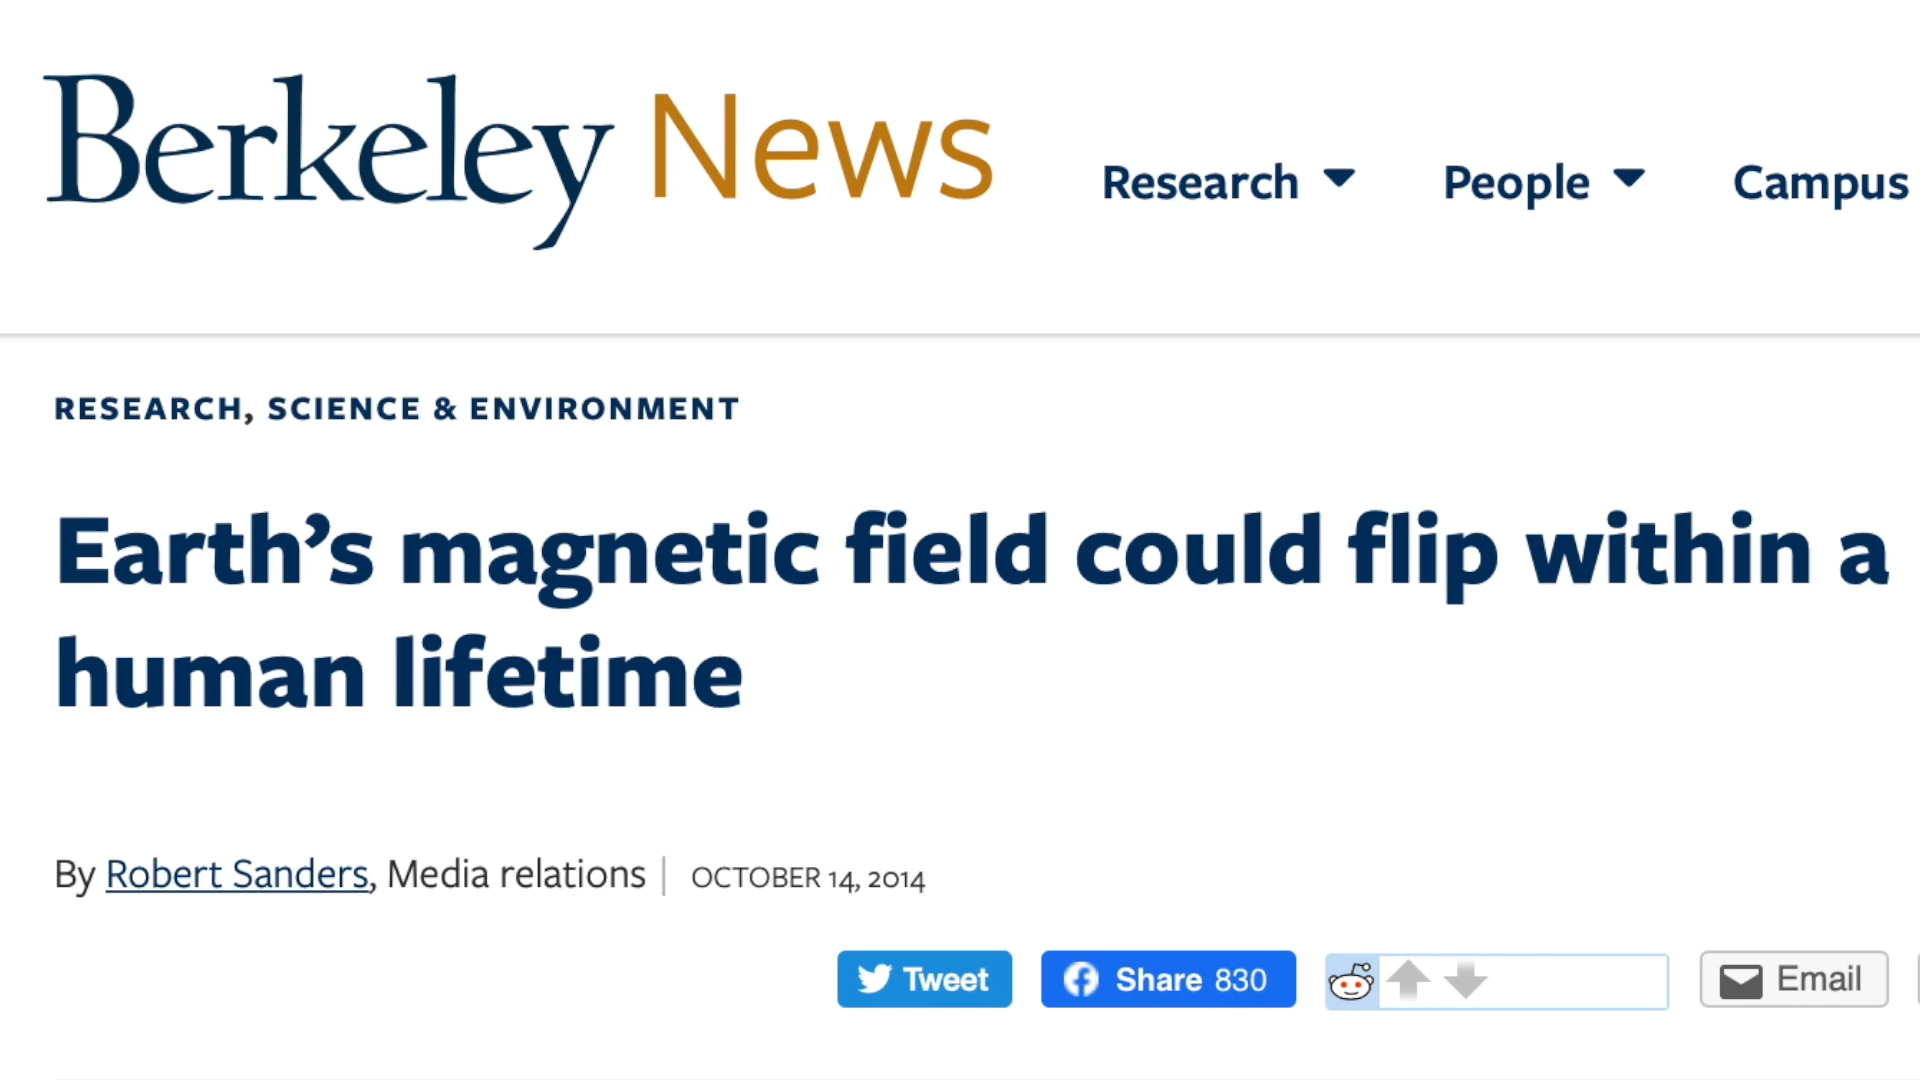 Berkeley News
Research People Campus
RESEARCH, SCIENCE & ENVIRONMENT
Earth’s magnetic field could flip within a
human lifetime
By Robert Sanders, Media relations | OCTOBER 14, 2014
Tweet Share 830 Email